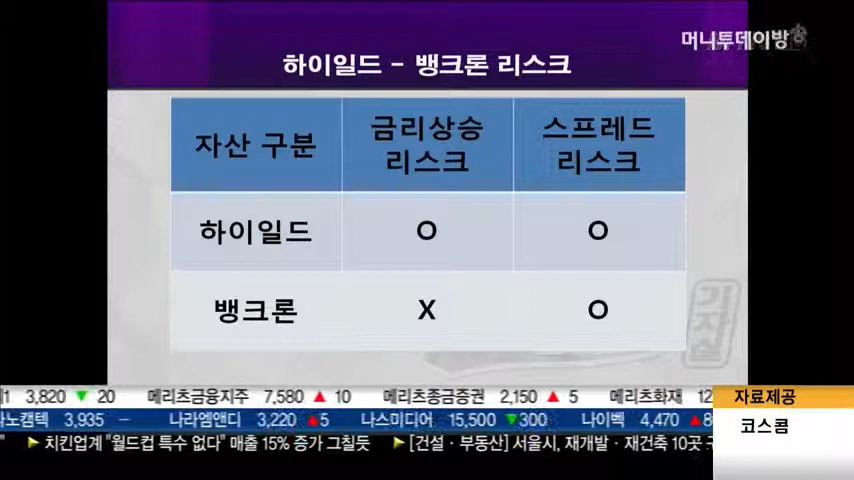 머니투데이방송
하이일드 - 뱅크론 리스크
자산 구분
금리상승
리스크
스프레드
리스크
하이일드
O
O
뱅크론
X
O
기자실
3,820 ▼ 20 메리츠금융지주 7,580 ▲ 10 메리츠종금증권 2,150 ▲ 5 메리츠화재
나노캠텍 3,935 − 나라엠앤디 3,220 ▲5 나스미디어 15,500 ▼300 나이벡 4,470
▶ 치킨업계 "월드컵 특수 없다" 매출 15% 증가 그칠듯 ▶ [건설 · 부동산] 서울시, 재개발 · 재건축 10곳
자료제공
코스콤